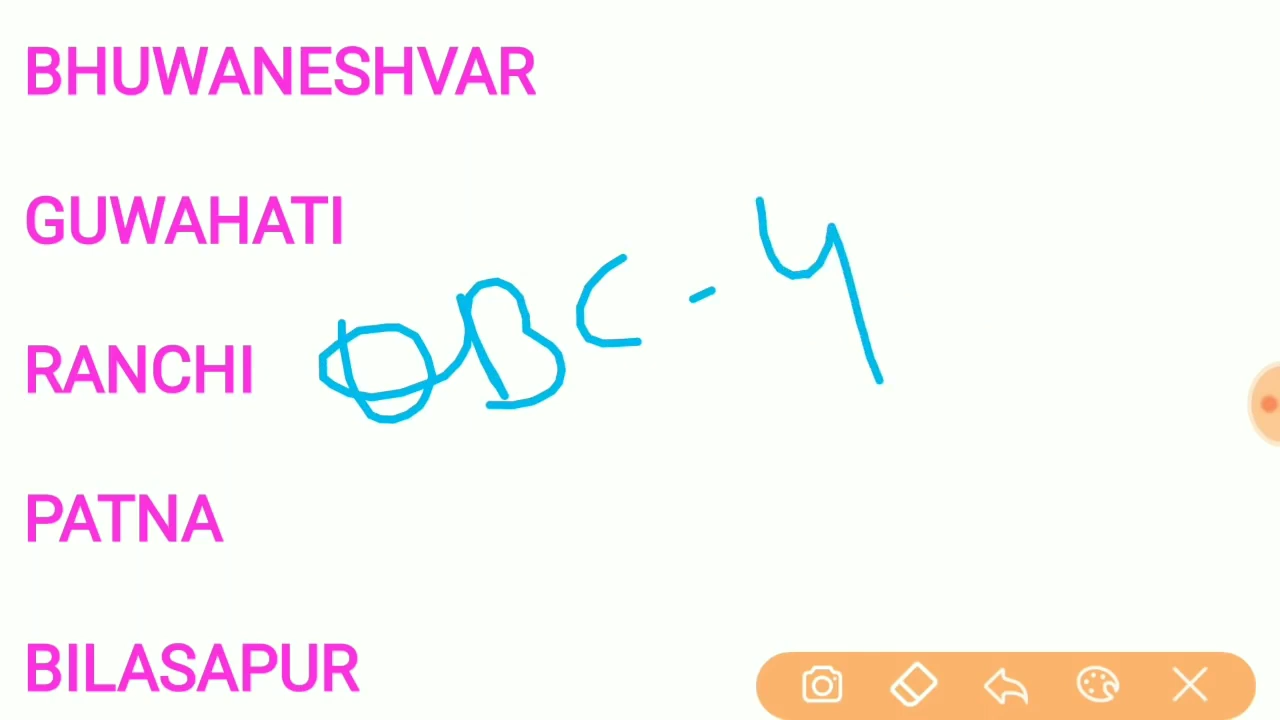 BHUWANESHVAR
GUWAHATI
OBC - 4
RANCHI
PATNA
BILASAPUR